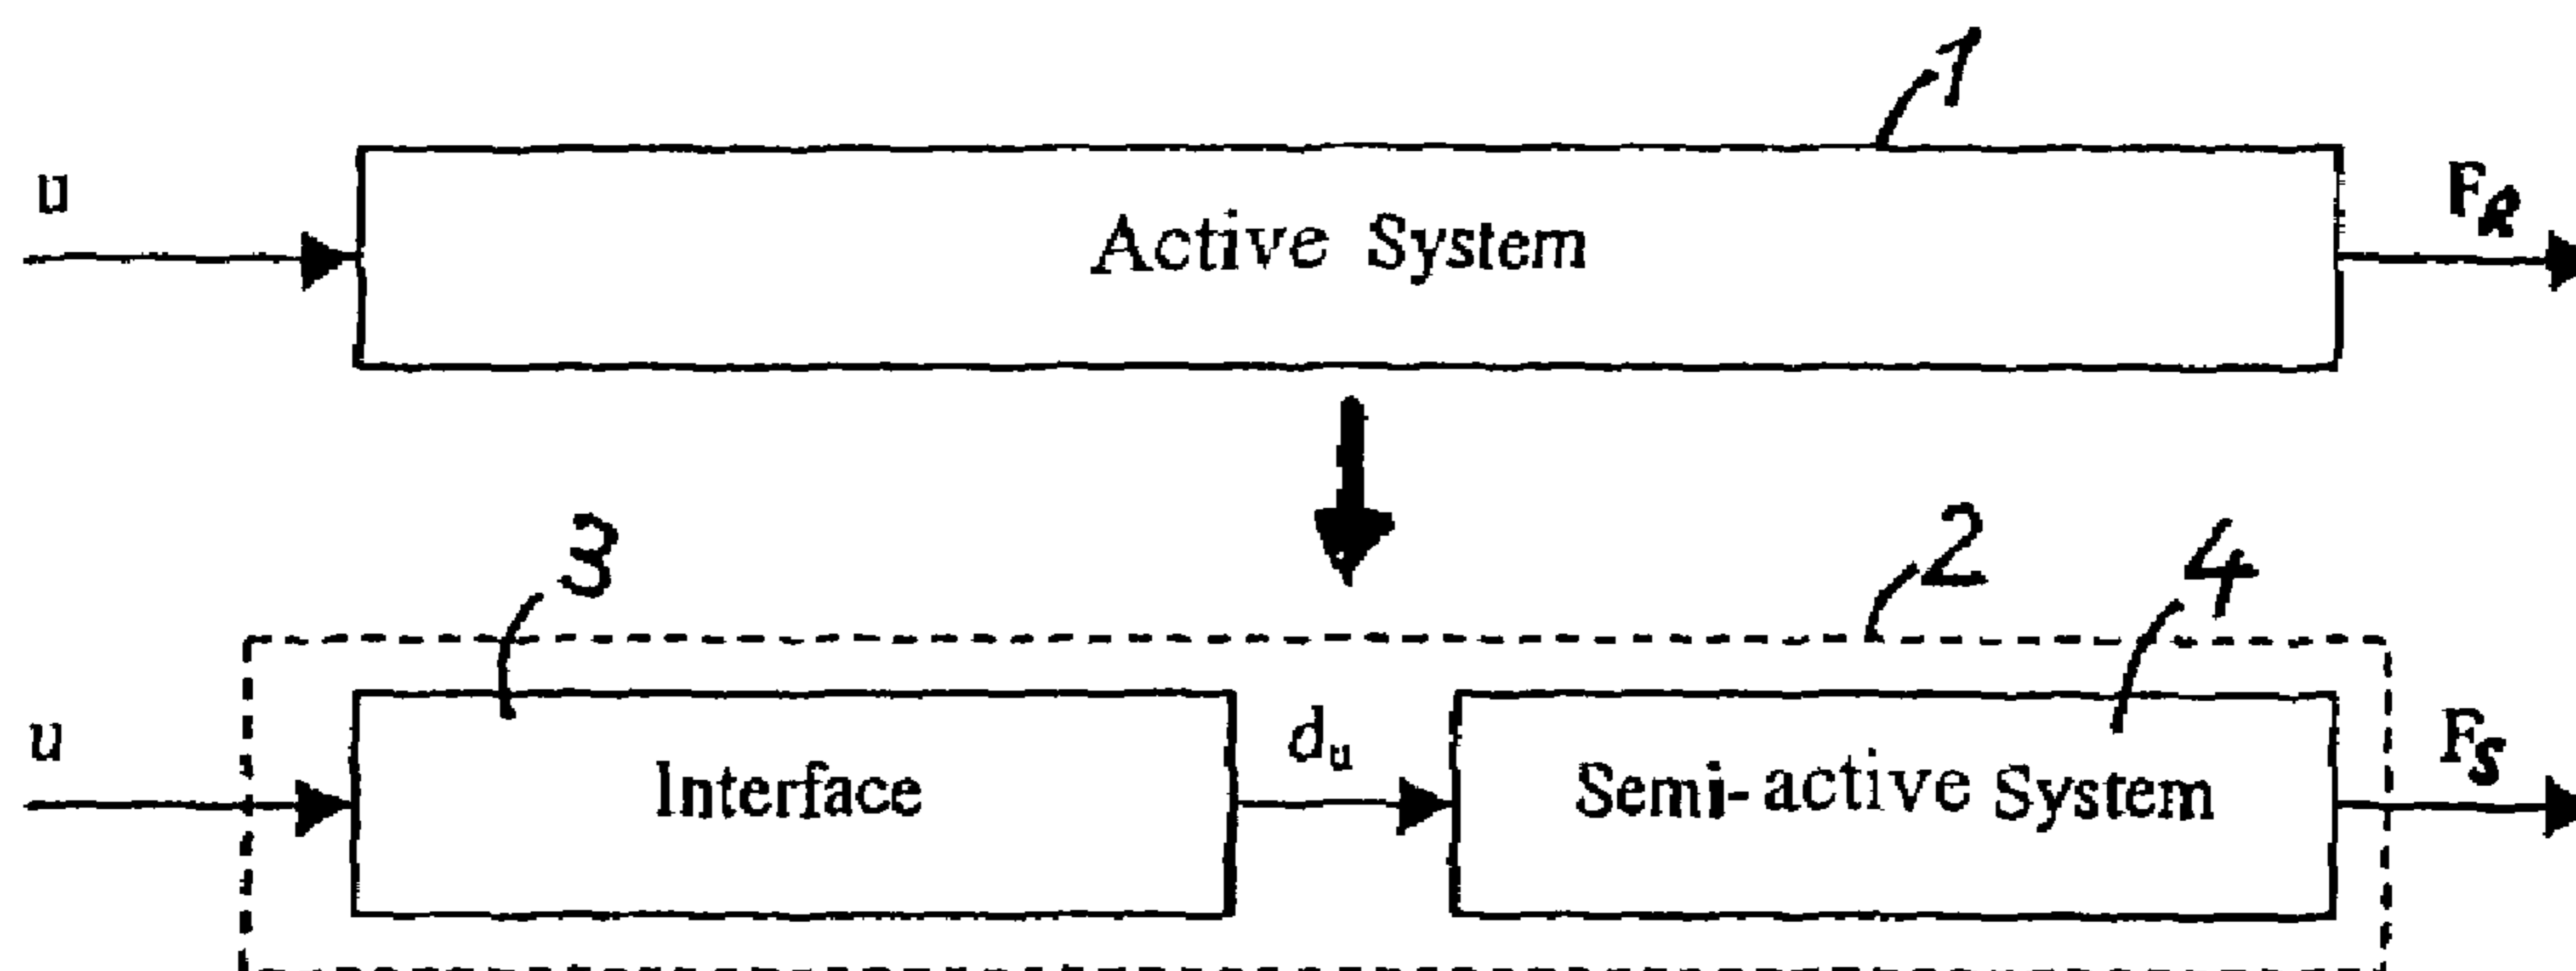 1
u
Active System
F_R
3
2
4
u
Interface
d_u
Semi-active System
F_S